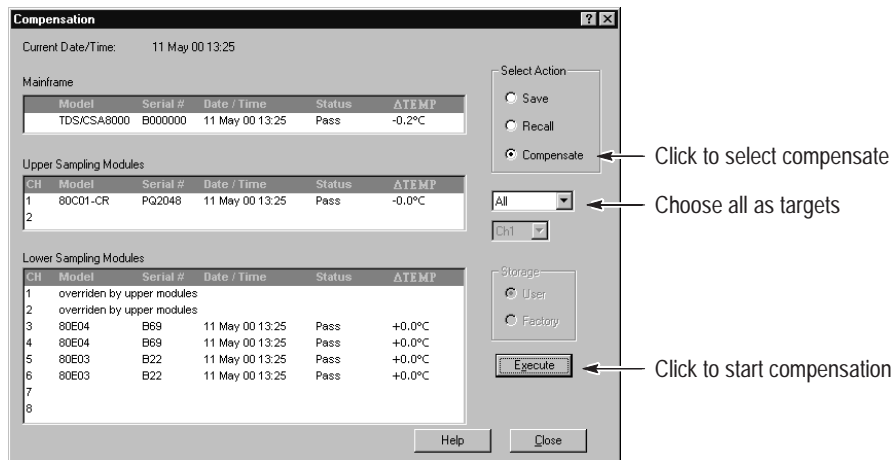 Compensation
Current Date/Time: 11 May 00 13:25
Mainframe
Model Serial # Date / Time Status ΔTEMP
TDS/CSA8000 B000000 11 May 00 13:25 Pass -0.2°C
Upper Sampling Modules
CH Model Serial # Date / Time Status ΔTEMP
1 80C01-CR PQ2048 11 May 00 13:25 Pass -0.0°C
2
Lower Sampling Modules
CH Model Serial # Date / Time Status ΔTEMP
1 overriden by upper modules
2 overriden by upper modules
3 80E04 B69 11 May 00 13:25 Pass +0.0°C
4 80E04 B69 11 May 00 13:25 Pass +0.0°C
5 80E03 B22 11 May 00 13:25 Pass +0.0°C
6 80E03 B22 11 May 00 13:25 Pass +0.0°C
7
8
Select Action
Save
Recall
Compensate
Click to select compensate
All
Choose all as targets
Ch1
Storage
User
Factory
Execute
Click to start compensation
Help
Close